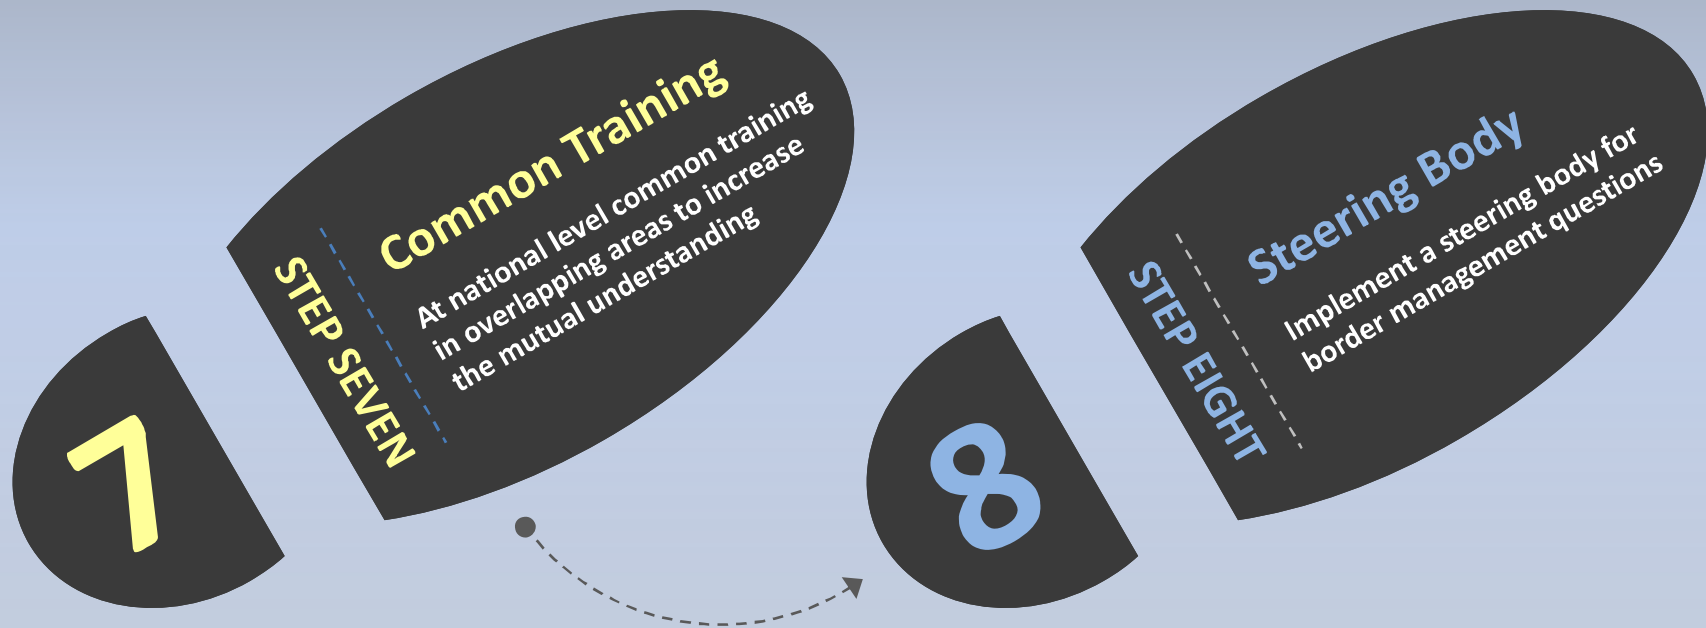 7
STEP SEVEN
Common Training
At national level common training
in overlapping areas to increase
the mutual understanding
8
STEP EIGHT
Steering Body
Implement a steering body for
border management questions